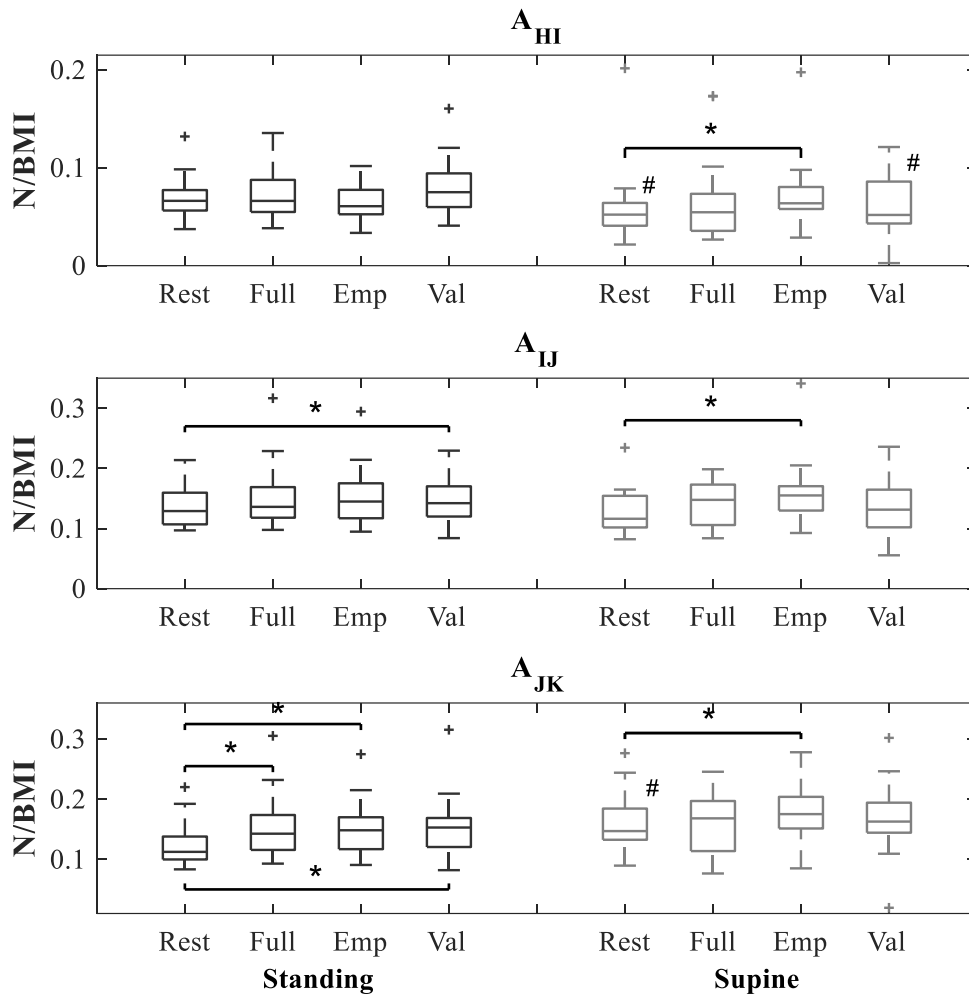 A_HI
N/BMI
0.2
0.1
0
*
#
#
Rest Full Emp Val Rest Full Emp Val
A_IJ
N/BMI
0.3
0.2
0.1
0
*
*
Rest Full Emp Val Rest Full Emp Val
A_JK
N/BMI
0.3
0.2
0.1
*
*
*
*
#
Rest Full Emp Val Rest Full Emp Val
Standing Supine